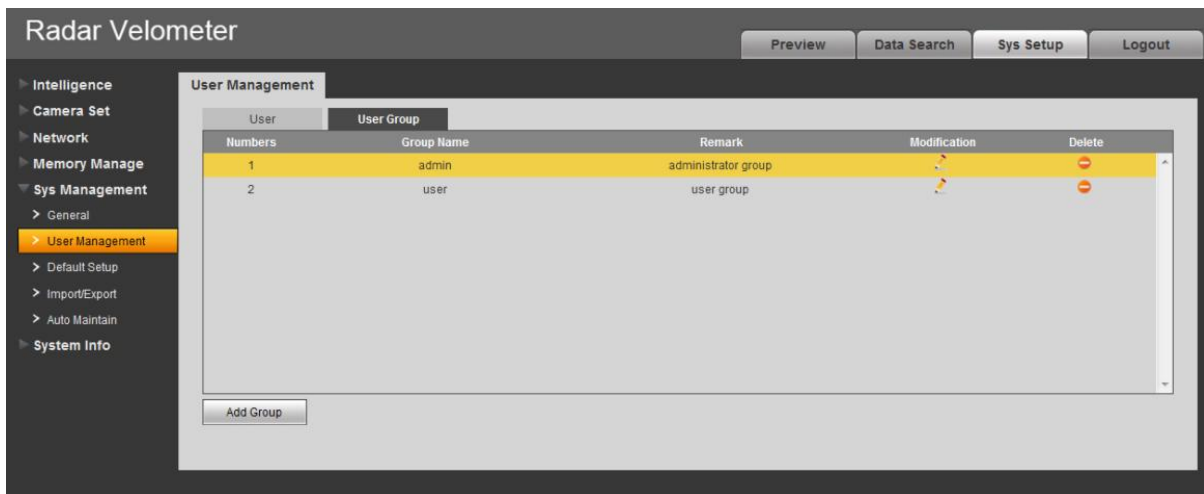 Radar Velometer
Preview Data Search Sys Setup Logout
Intelligence
Camera Set
Network
Memory Manage
Sys Management
General
User Management
Default Setup
Import/Export
Auto Maintain
System Info
User Management
User User Group
Numbers Group Name Remark Modification Delete
1 admin administrator group
2 user user group
Add Group